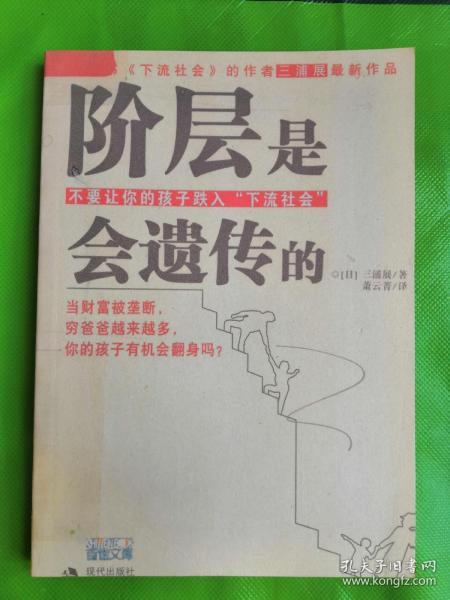 《下流社会》的作者三浦展最新作品
阶层是
不要让你的孩子跌入“下流社会”
会遗传的
◎[日] 三浦展/著
萧云菁/译
当财富被垄断,
穷爸爸越来越多,
你的孩子有机会翻身吗?
文库
现代出版社
孔夫子旧书网
www.kongfz.com